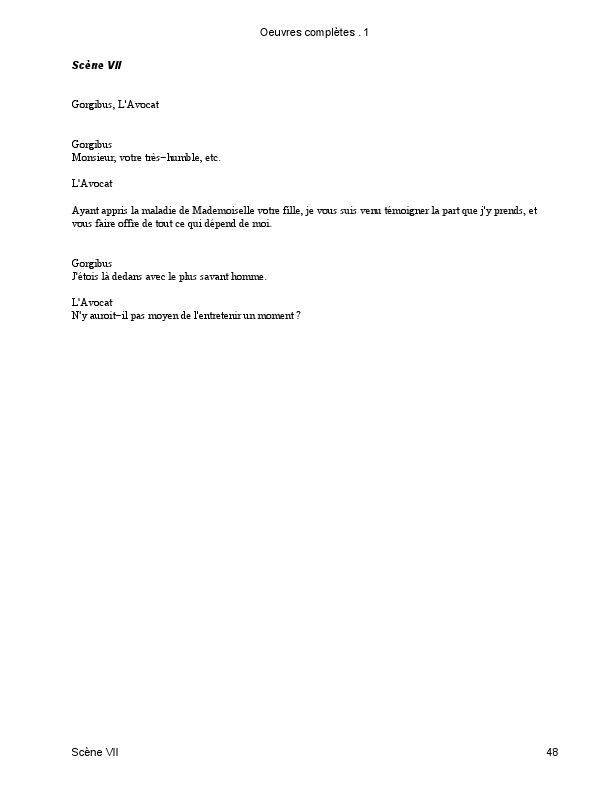 Oeuvres complètes . 1
Scène VII
Gorgibus, L'Avocat
Gorgibus
Monsieur, votre très−humble, etc.
L'Avocat
Ayant appris la maladie de Mademoiselle votre fille, je vous suis venu témoigner la part que j'y prends, et
vous faire offre de tout ce qui dépend de moi.
Gorgibus
J'étois là dedans avec le plus savant homme.
L'Avocat
N'y auroit−il pas moyen de l'entretenir un moment ?
Scène VII
48